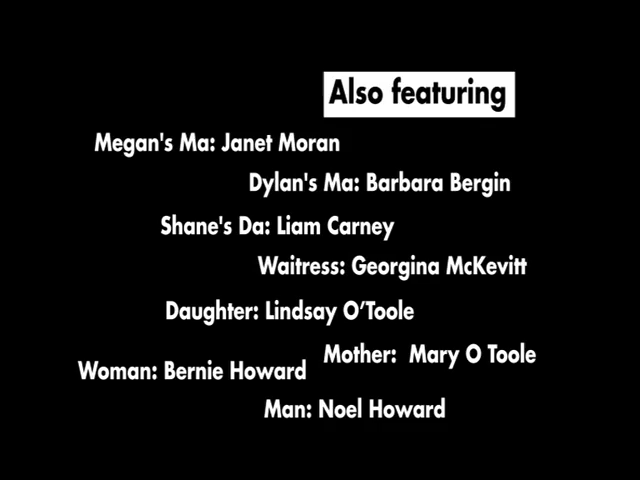 Also featuring
Megan's Ma: Janet Moran
Dylan's Ma: Barbara Bergin
Shane's Da: Liam Carney
Waitress: Georgina McKevitt
Daughter: Lindsay O’Toole
Mother:  Mary O Toole
Woman: Bernie Howard
Man: Noel Howard